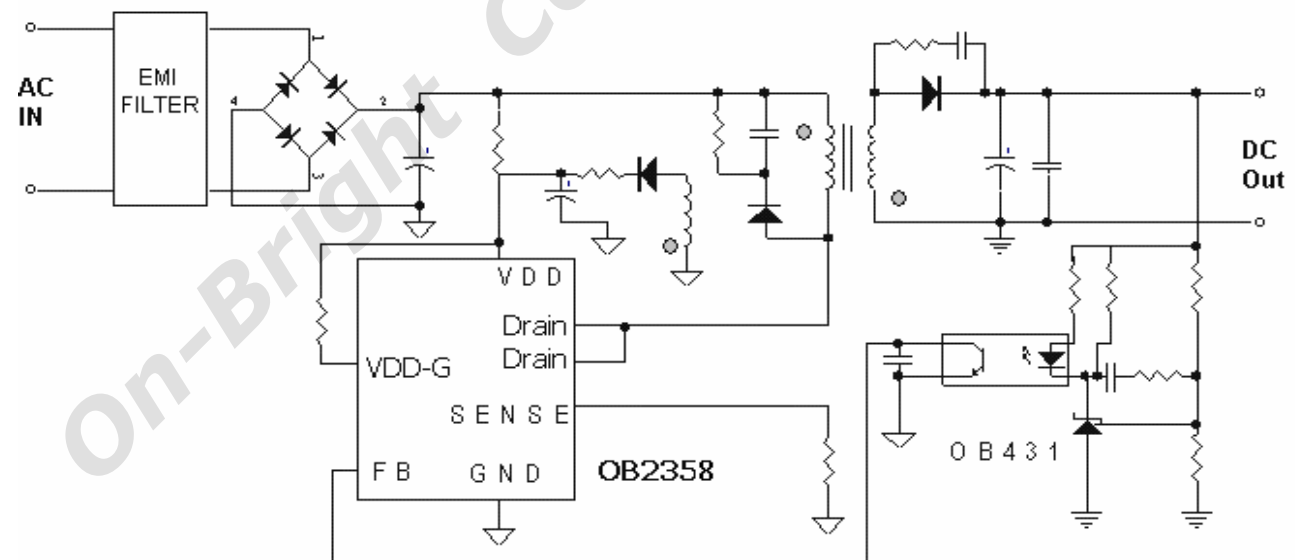 On-Bright Co
AC
IN
EMI
FILTER
1
4
2
3
DC
Out
VDD
Drain
Drain
VDD-G
SENSE
FB
GND
OB2358
OB431